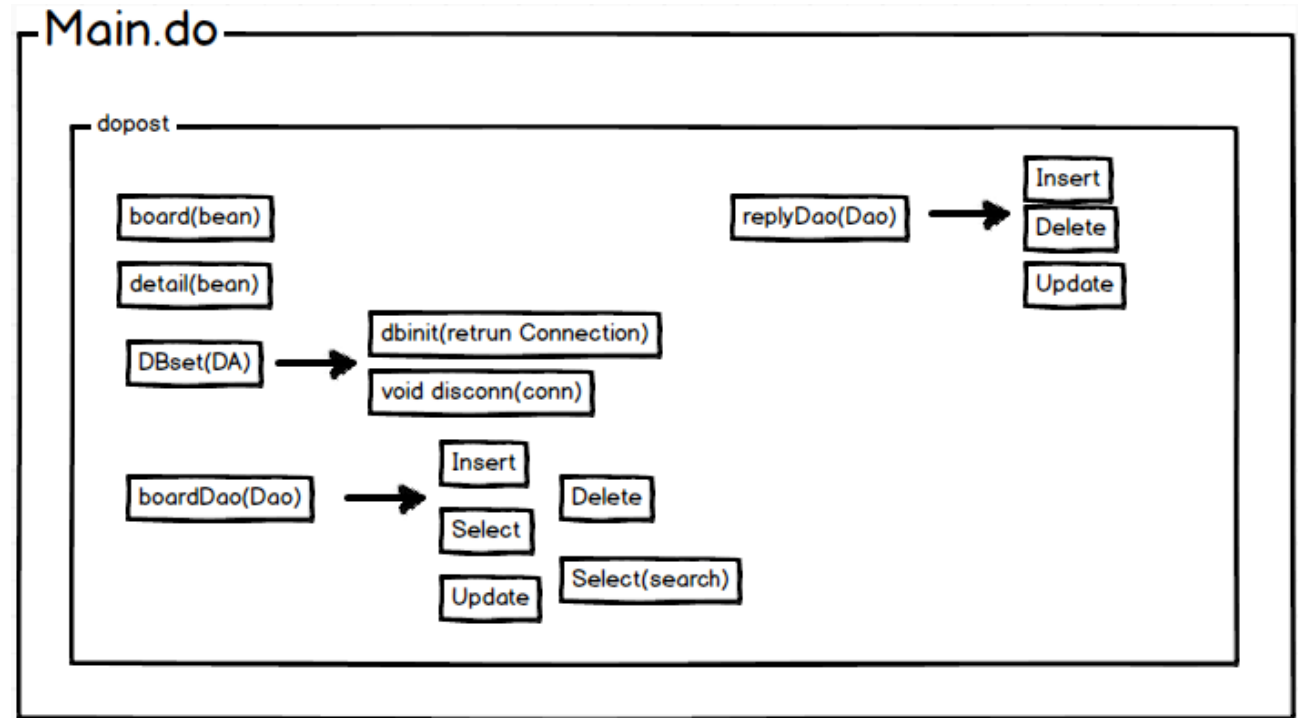 Main.do
dopost
board(bean)
detail(bean)
DBset(DA)
dbinit(retrun Connection)
void disconn(conn)
boardDao(Dao)
Insert
Select
Update
Delete
Select(search)
replyDao(Dao)
Insert
Delete
Update